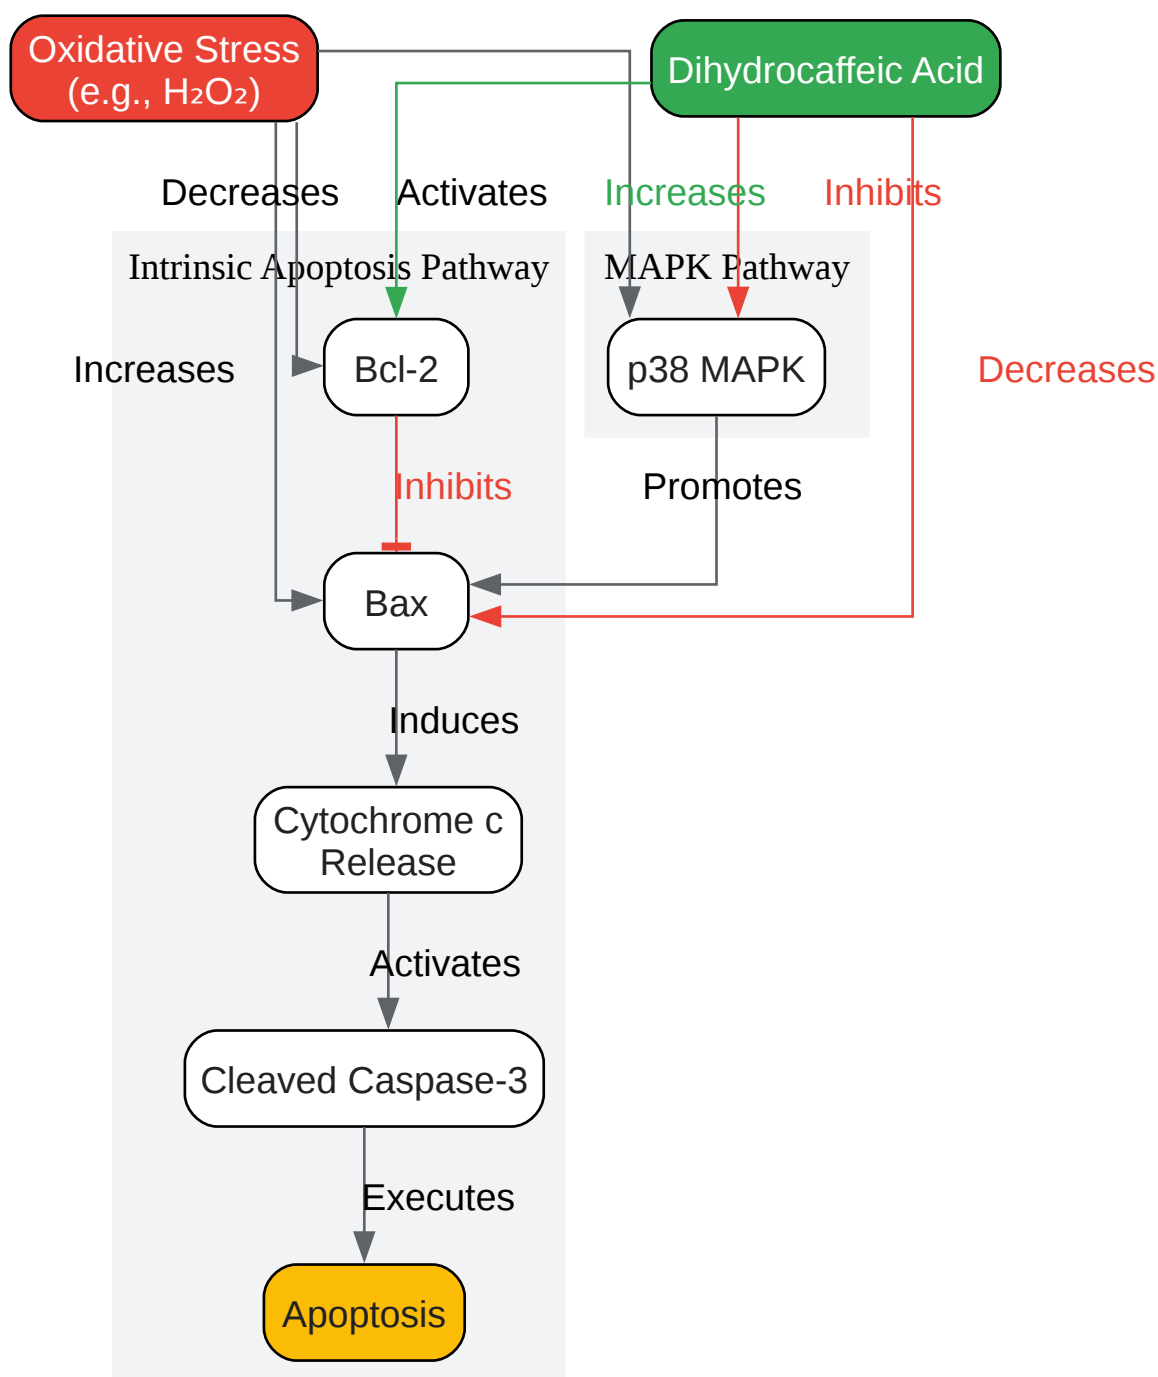 Oxidative Stress
(e.g., H₂O₂)
Dihydrocaffeic Acid
Decreases
Activates
Increases
Inhibits
Intrinsic Apoptosis Pathway
MAPK Pathway
Increases
Bcl-2
p38 MAPK
Decreases
Inhibits
Promotes
Bax
Induces
Cytochrome c
Release
Activates
Cleaved Caspase-3
Executes
Apoptosis